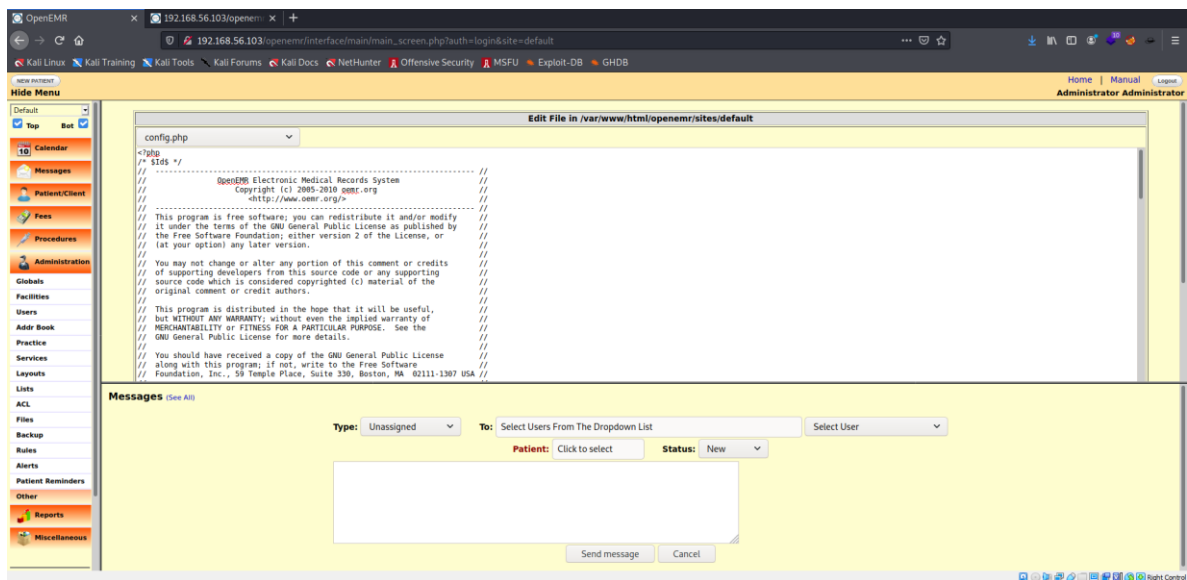 OpenEMR
192.168.56.103/openem
192.168.56.103/openemr/interface/main/main_screen.php?auth=login&site=default
10
Kali Linux Kali Training Kali Tools Kali Forums Kali Docs NetHunter Offensive Security MSFU Exploit-DB GHDB
NEW PATIENT
Hide Menu
Home | Manual Logout
Administrator Administrator
Default
Top Bot
10 Calendar
Messages
Patient/Client
Fees
Procedures
Administration
Globals
Facilities
Users
Addr Book
Practice
Services
Layouts
Lists
ACL
Files
Backup
Rules
Alerts
Patient Reminders
Other
Reports
Miscellaneous
Edit File in /var/www/html/openemr/sites/default
config.php
<?php
/* $Id$ */
// ------------------------------------------------------------------------ //
// OpenEMR Electronic Medical Records System //
// Copyright (c) 2005-2010 oemr.org //
// <http://www.oemr.org/> //
// ------------------------------------------------------------------------ //
// This program is free software; you can redistribute it and/or modify //
// it under the terms of the GNU General Public License as published by //
// the Free Software Foundation; either version 2 of the License, or //
// (at your option) any later version. //
// //
// You may not change or alter any portion of this comment or credits //
// of supporting developers from this source code or any supporting //
// source code which is considered copyrighted (c) material of the //
// original comment or credit authors. //
// //
// This program is distributed in the hope that it will be useful, //
// but WITHOUT ANY WARRANTY; without even the implied warranty of //
// MERCHANTABILITY or FITNESS FOR A PARTICULAR PURPOSE. See the //
// GNU General Public License for more details. //
// //
// You should have received a copy of the GNU General Public License //
// along with this program; if not, write to the Free Software //
// Foundation, Inc., 59 Temple Place, Suite 330, Boston, MA 02111-1307 USA //
Messages (See All)
Type: Unassigned To: Select Users From The Dropdown List Select User
Patient: Click to select Status: New
Send message Cancel
Right Control